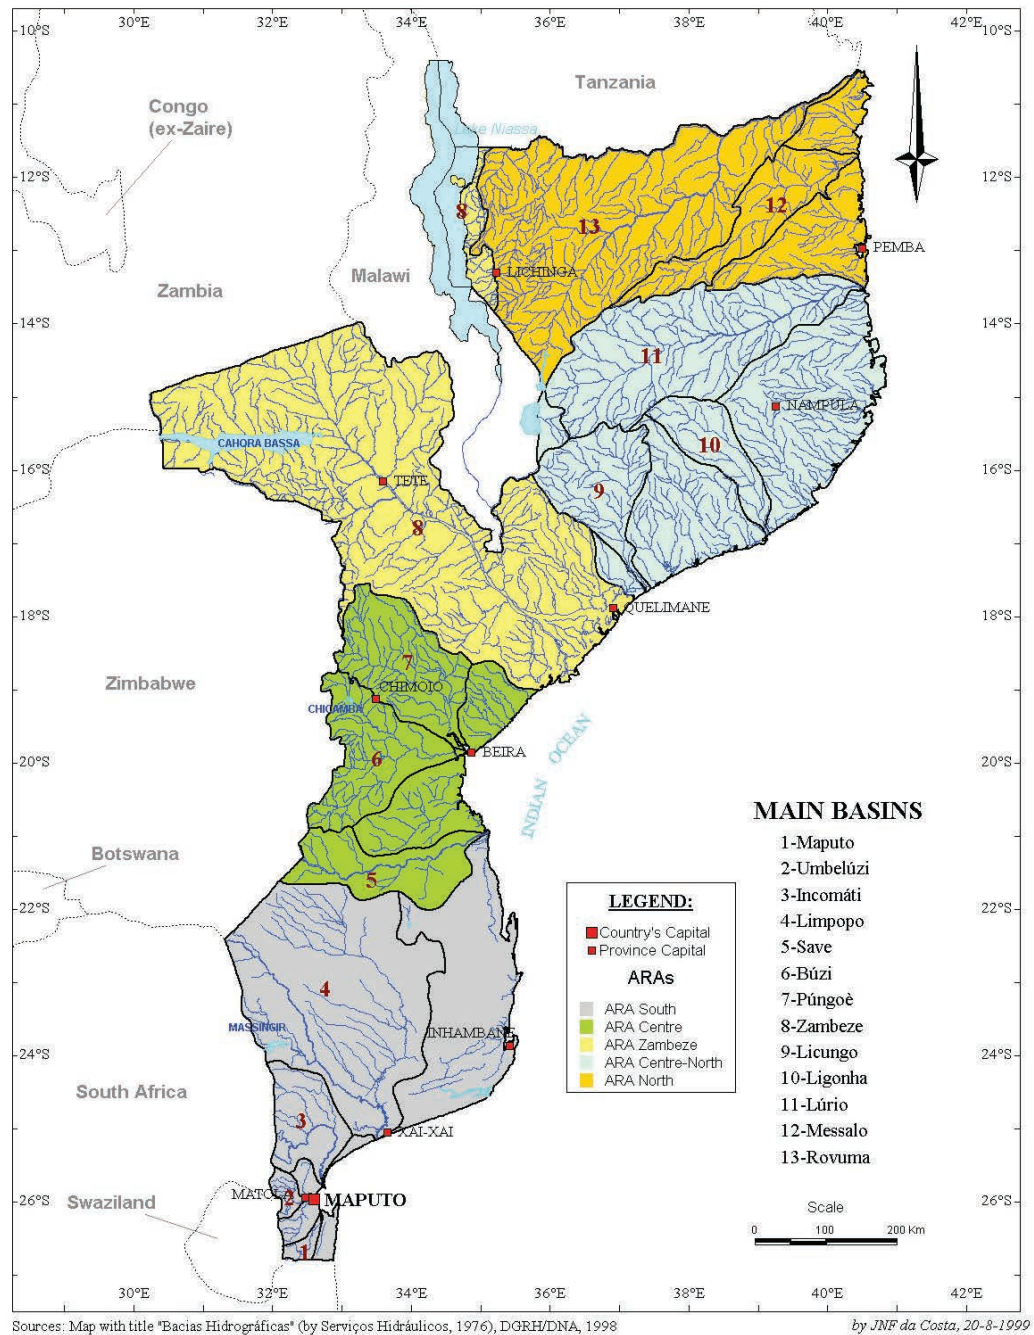 30°E 32°E 34°E 36°E 38°E 40°E 42°E
10°S 10°S
Tanzania
Congo
(ex-Zaire)
Lake Niassa
12°S 12°S
8
12
13
PEMBA
LICHINGA
Malawi
Zambia
14°S 14°S
11
NAMPULA
CAHORA BASSA
10
16°S 16°S
TETE
9
8
QUELIMANE
18°S 18°S
7
Zimbabwe
CHIMOIO
CHICAMBA
BEIRA
6
20°S 20°S
INDIAN OCEAN
Botswana
5
22°S 22°S
4
MASSINGIR
INHAMBANE
24°S 24°S
South Africa
3
XAI-XAI
MATOLA
2
MAPUTO
26°S 26°S
Swaziland
1
MAIN BASINS
1-Maputo
2-Umbelúzi
3-Incomáti
4-Limpopo
5-Save
6-Búzi
7-Púngoè
8-Zambeze
9-Licungo
10-Ligonha
11-Lúrio
12-Messalo
13-Rovuma
LEGEND:
Country's Capital
Province Capital
ARAs
ARA South
ARA Centre
ARA Zambeze
ARA Centre-North
ARA North
Scale
0 100 200 Km
30°E 32°E 34°E 36°E 38°E 40°E 42°E
Sources: Map with title "Bacias Hidrográficas" (by Serviços Hidráulicos, 1976), DGRH/DNA, 1998
by JNF da Costa, 20-8-1999